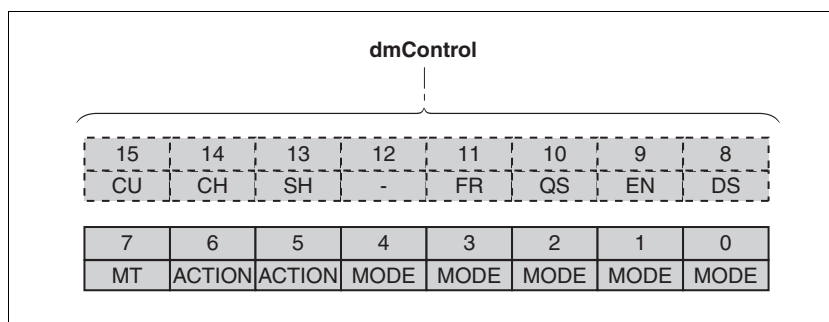 dmControl
15 14 13 12 11 10 9 8
CU CH SH - FR QS EN DS
7 6 5 4 3 2 1 0
MT ACTION ACTION MODE MODE MODE MODE MODE